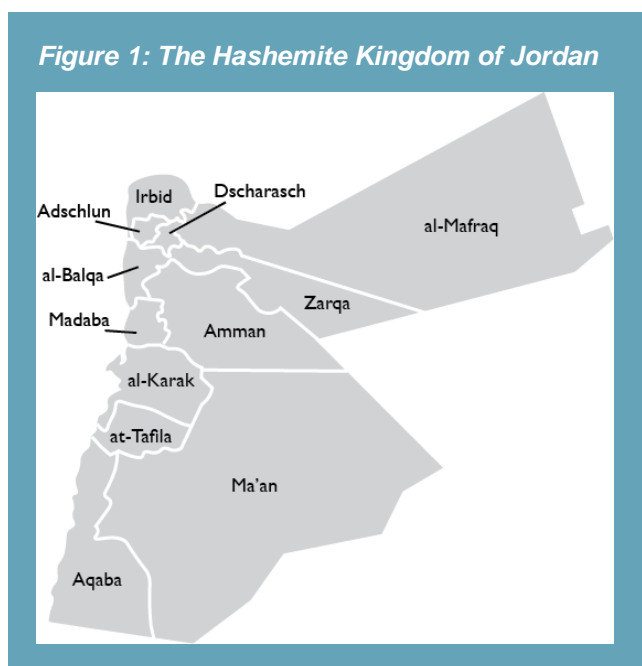 Figure 1: The Hashemite Kingdom of Jordan
Irbid
Dscharasch
Adschlun
al-Mafraq
al-Balqa
Zarqa
Madaba
Amman
al-Karak
at-Tafila
Ma'an
Aqaba